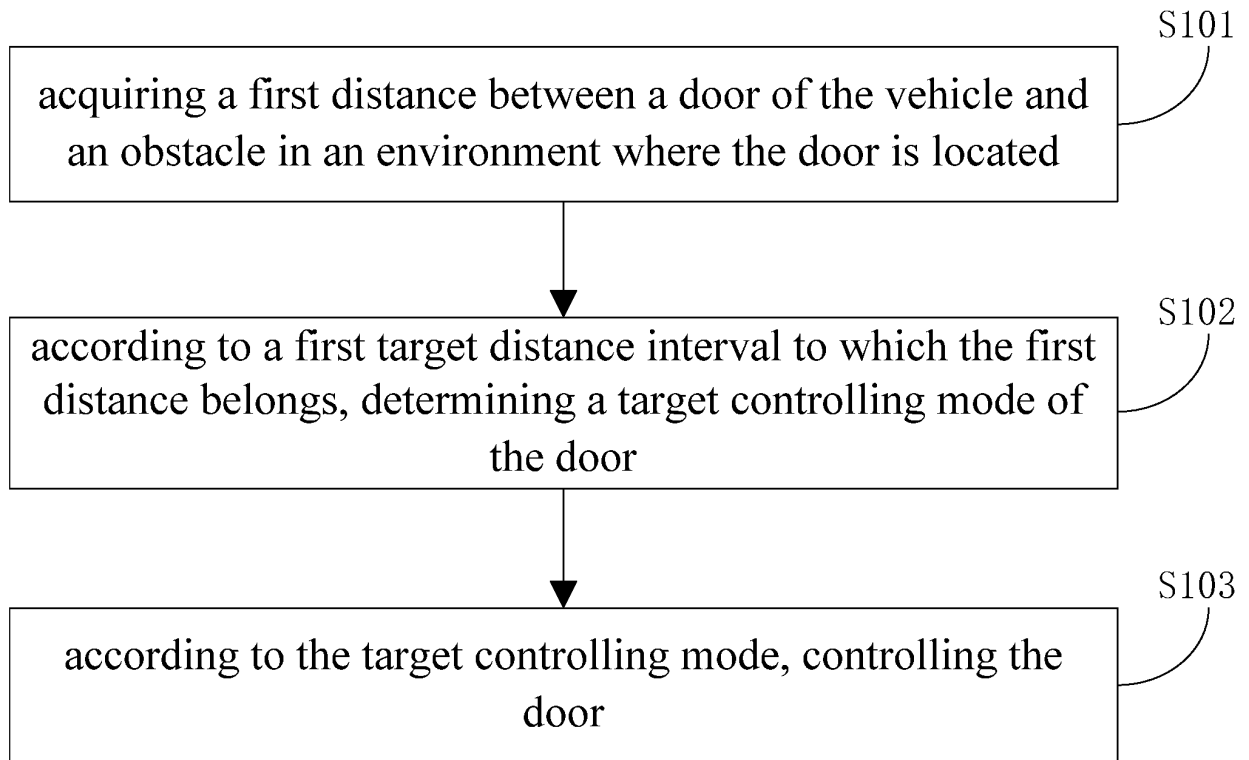 S101
acquiring a first distance between a door of the vehicle and
an obstacle in an environment where the door is located
S102
according to a first target distance interval to which the first
distance belongs, determining a target controlling mode of
the door
S103
according to the target controlling mode, controlling the
door